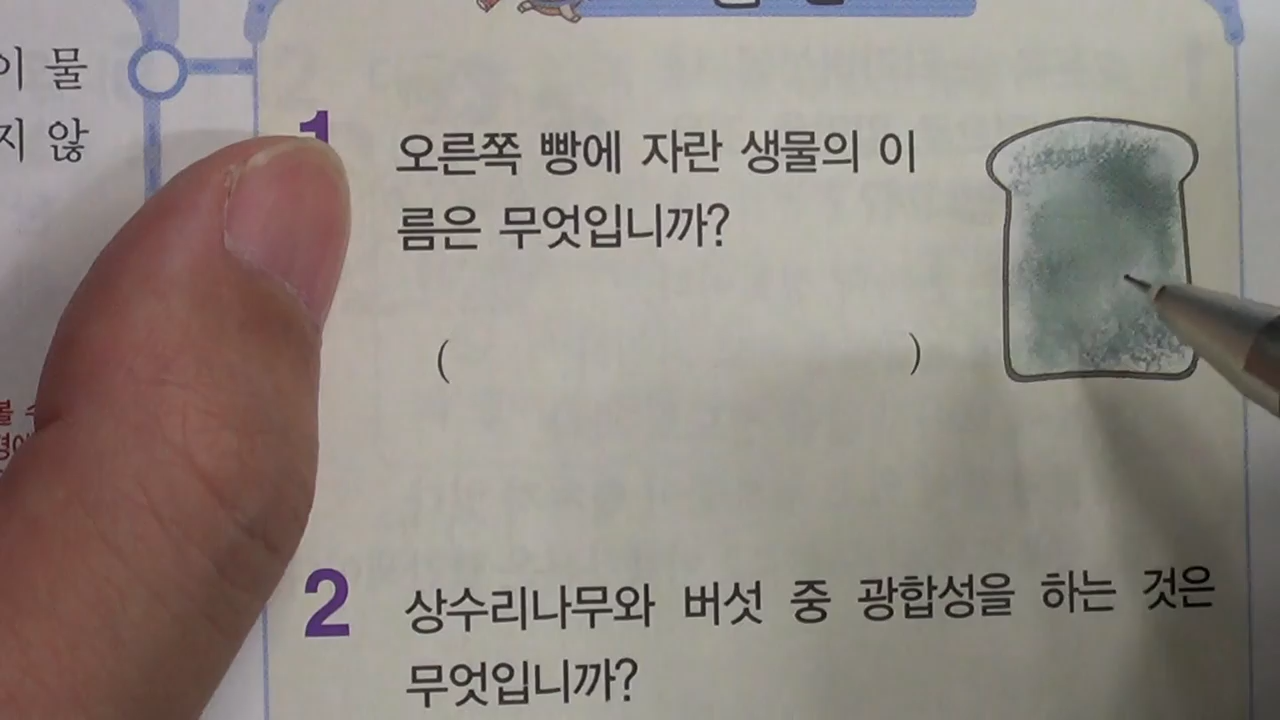 이 물
지 않
1
오른쪽 빵에 자란 생물의 이
름은 무엇입니까?
( )
2
상수리나무와 버섯 중 광합성을 하는 것은
무엇입니까?